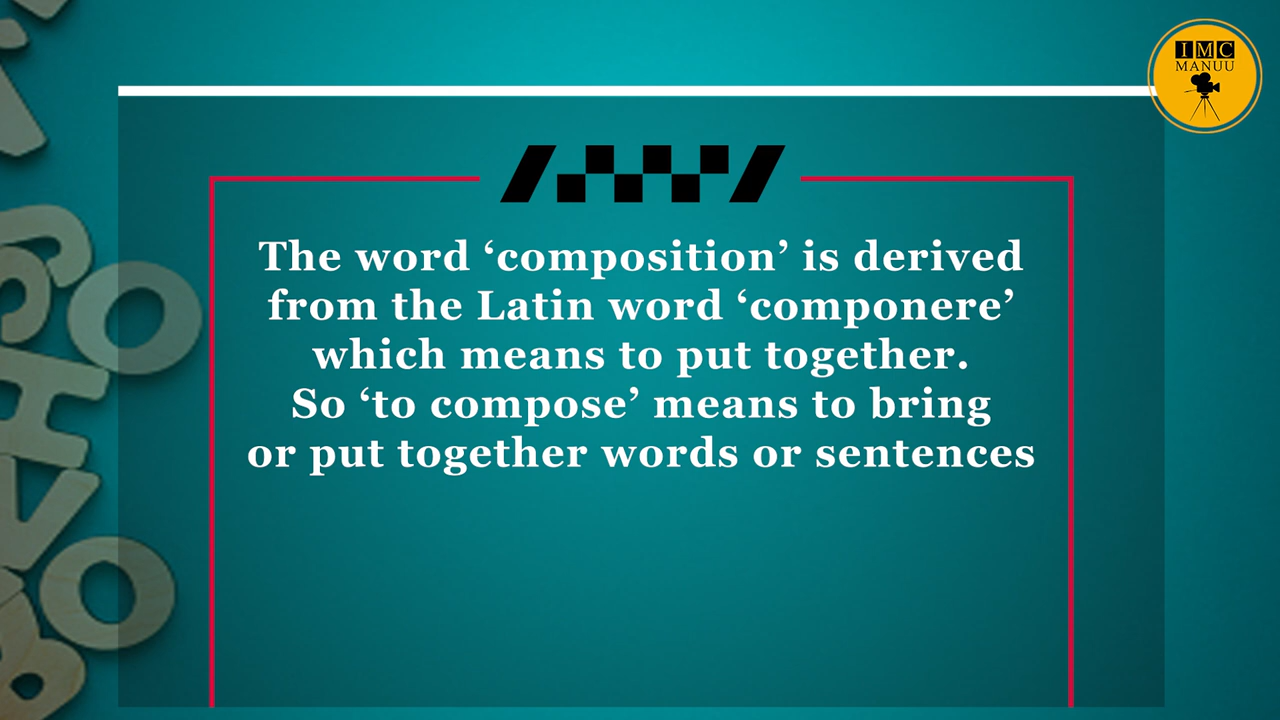 IMC
MANUU
The word ‘composition’ is derived
from the Latin word ‘componere’
which means to put together.
So ‘to compose’ means to bring
or put together words or sentences